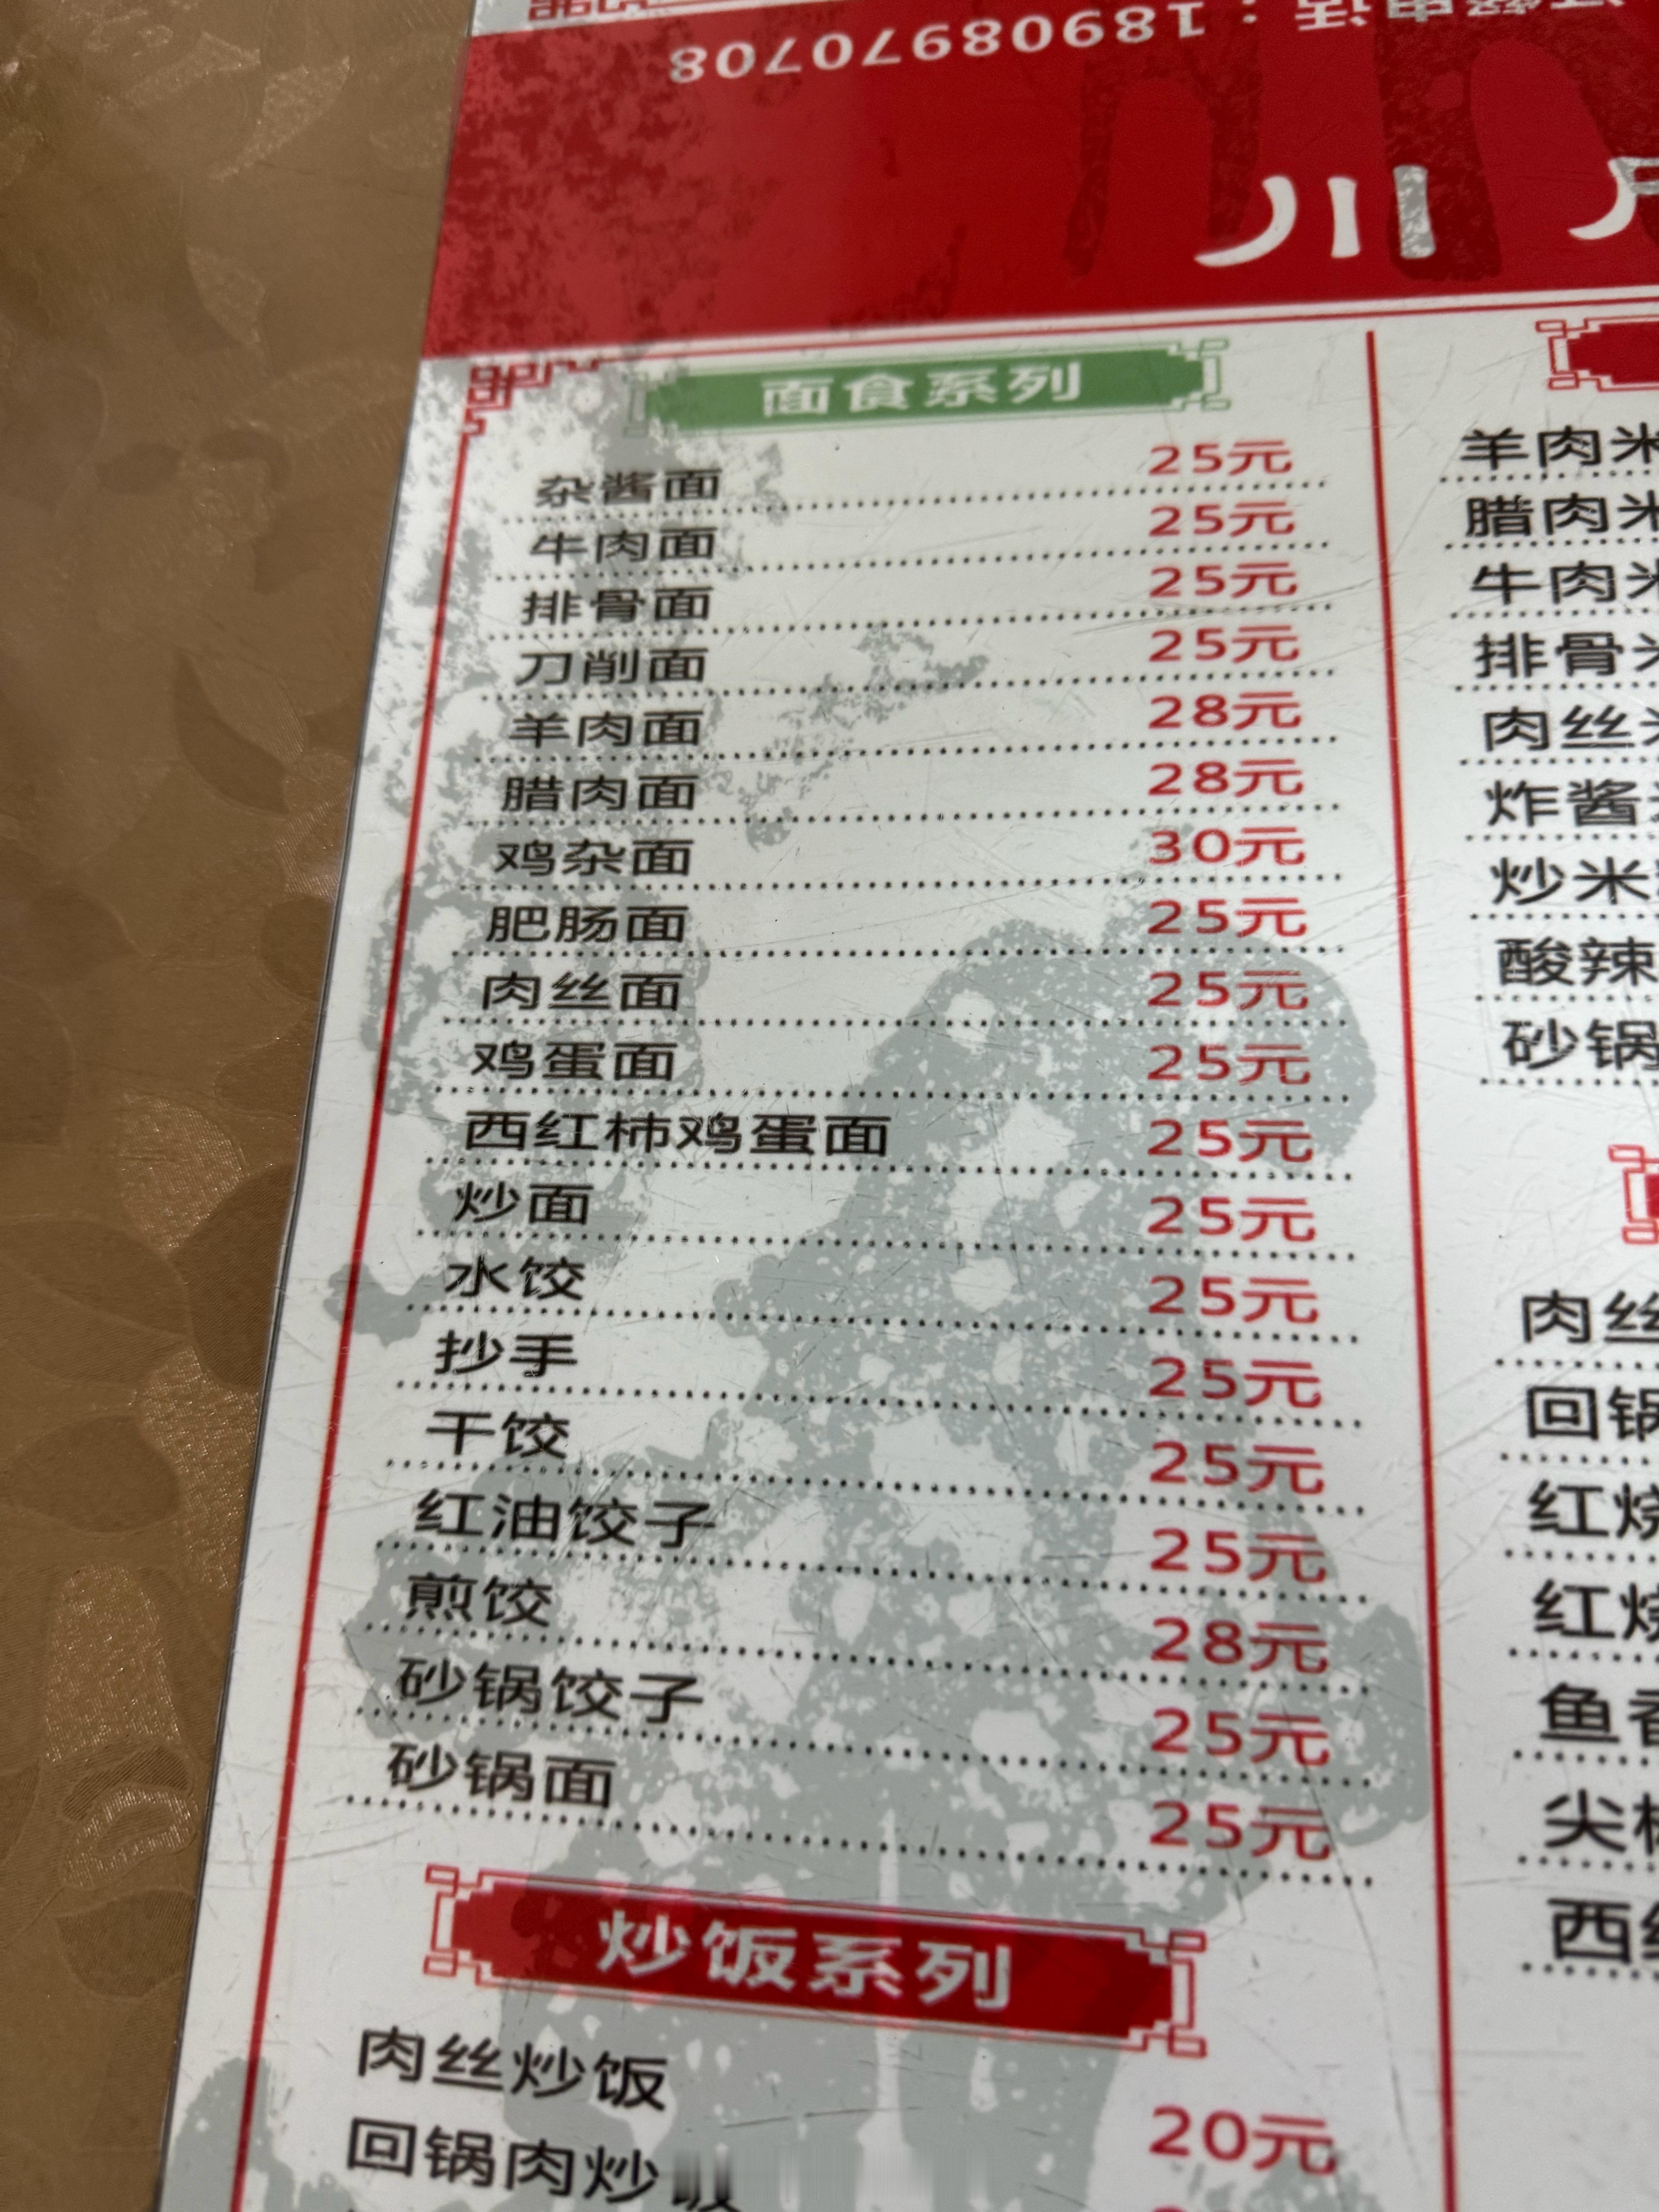 电话：18908970708
川
面食系列
杂酱面 25元
牛肉面 25元
排骨面 25元
刀削面 25元
羊肉面 28元
腊肉面 28元
鸡杂面 30元
肥肠面 25元
肉丝面 25元
鸡蛋面 25元
西红柿鸡蛋面 25元
炒面 25元
水饺 25元
抄手 25元
干饺 25元
红油饺子 25元
煎饺 28元
砂锅饺子 25元
砂锅面 25元
炒饭系列
肉丝炒饭 20元
回锅肉炒
羊肉米
腊肉米
牛肉米
排骨米
肉丝米
炸酱
炒米
酸辣
砂锅
肉丝
回锅
红烧
红烧
鱼香
尖椒
西红